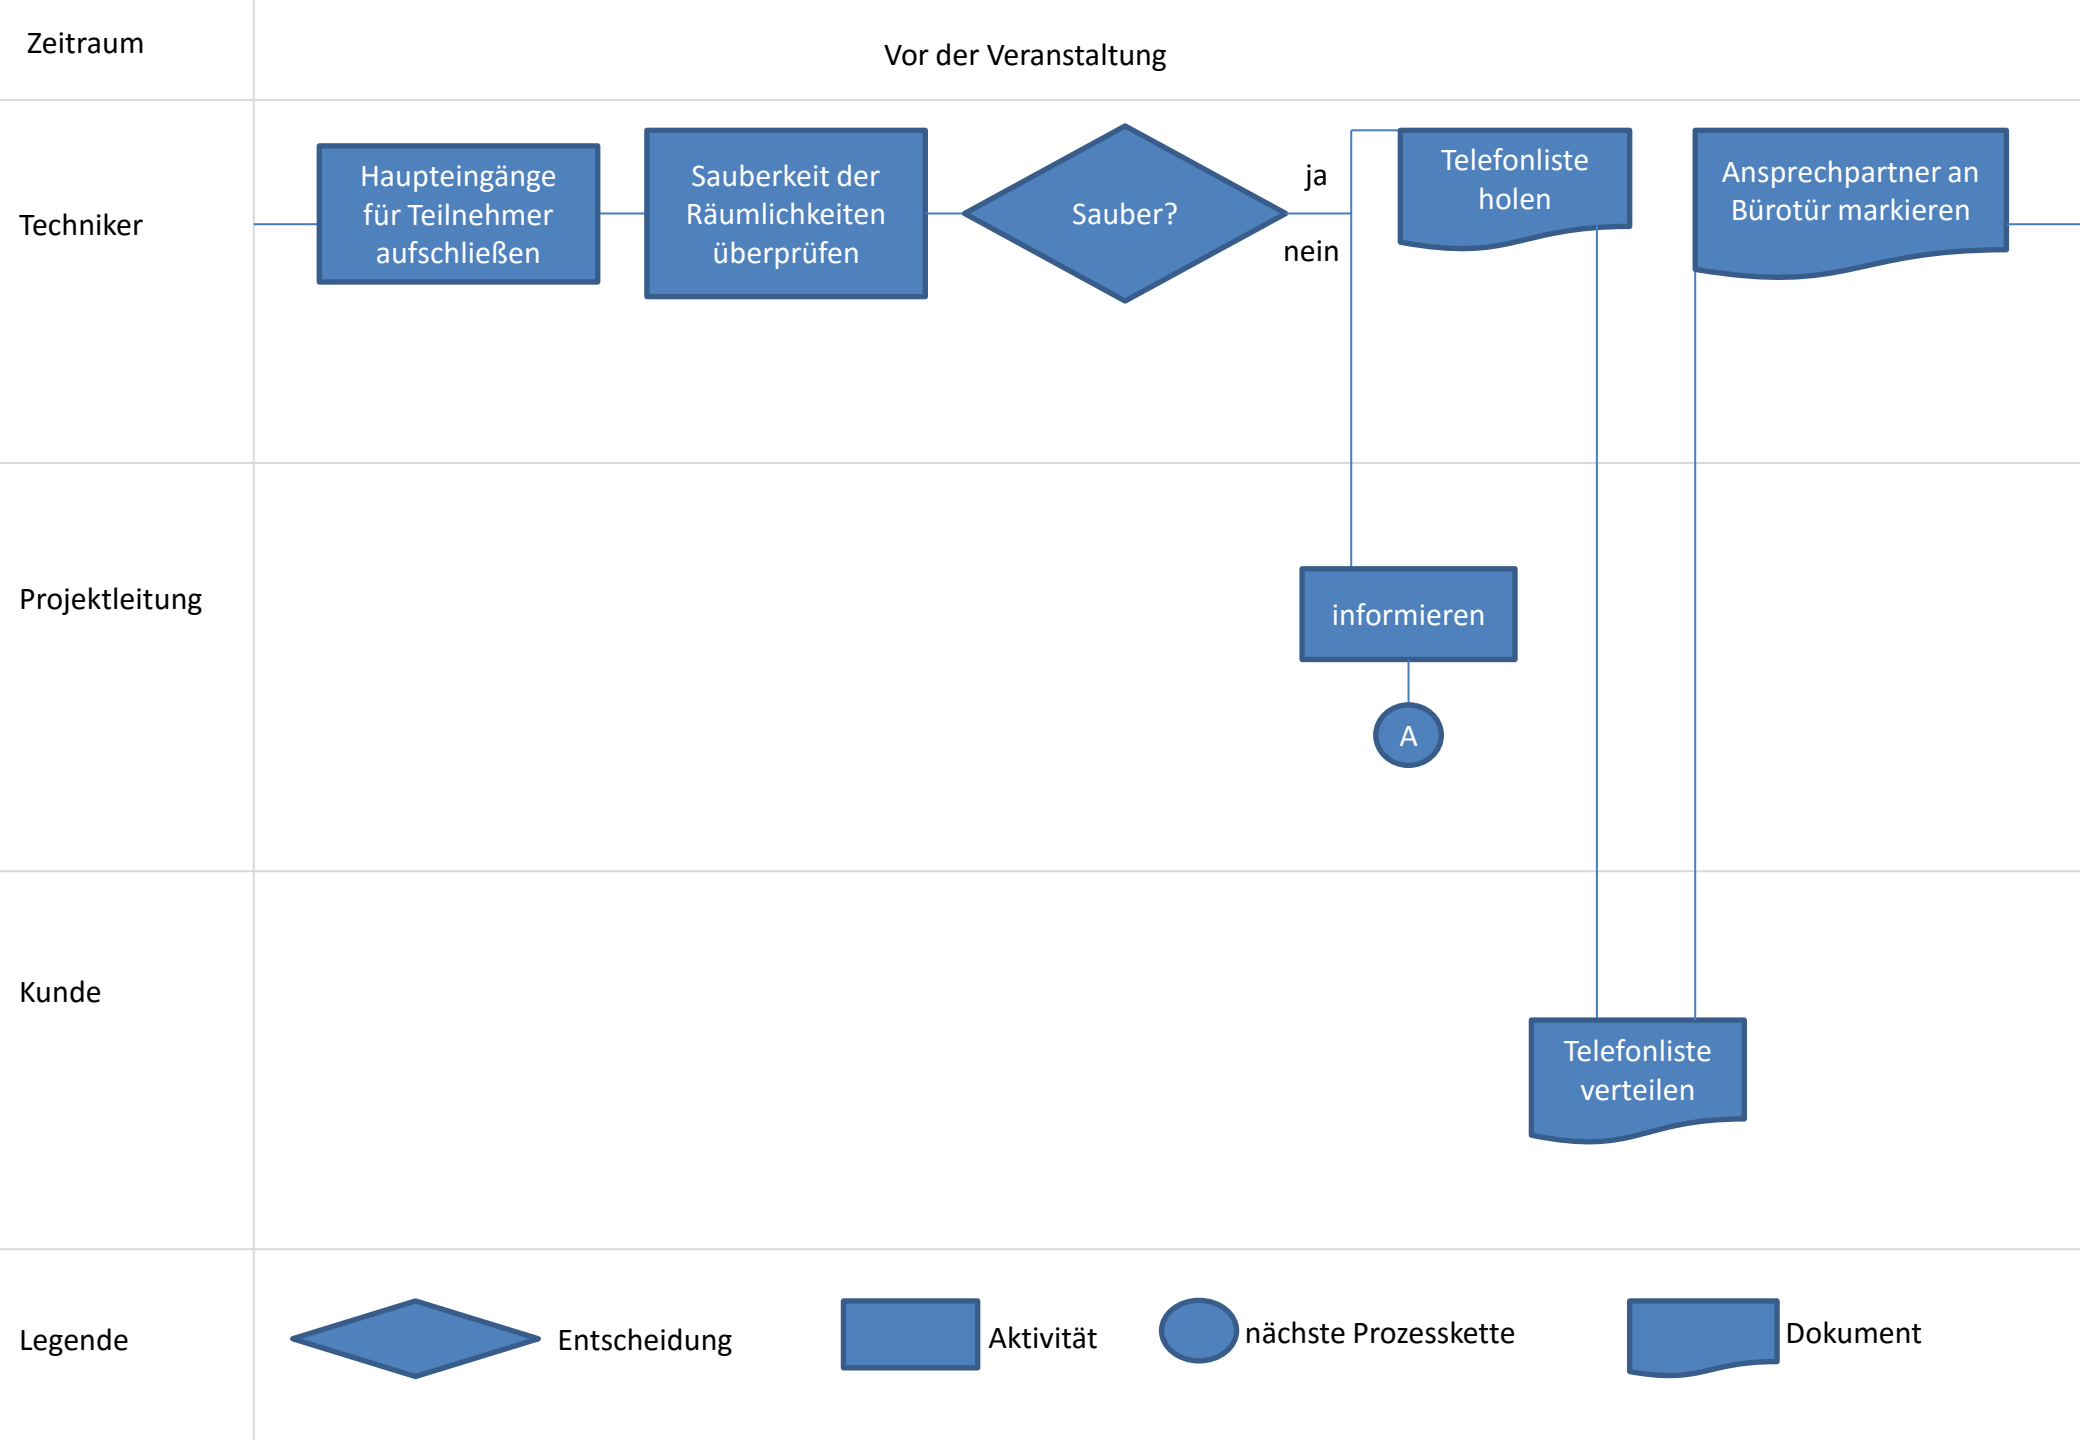 Zeitraum
Vor der Veranstaltung
Techniker
Haupteingänge
für Teilnehmer
aufschließen
Sauberkeit der
Räumlichkeiten
überprüfen
Sauber?
ja
nein
Telefonliste
holen
Ansprechpartner an
Bürotür markieren
Projektleitung
informieren
A
Kunde
Telefonliste
verteilen
Legende
Entscheidung
Aktivität
nächste Prozesskette
Dokument